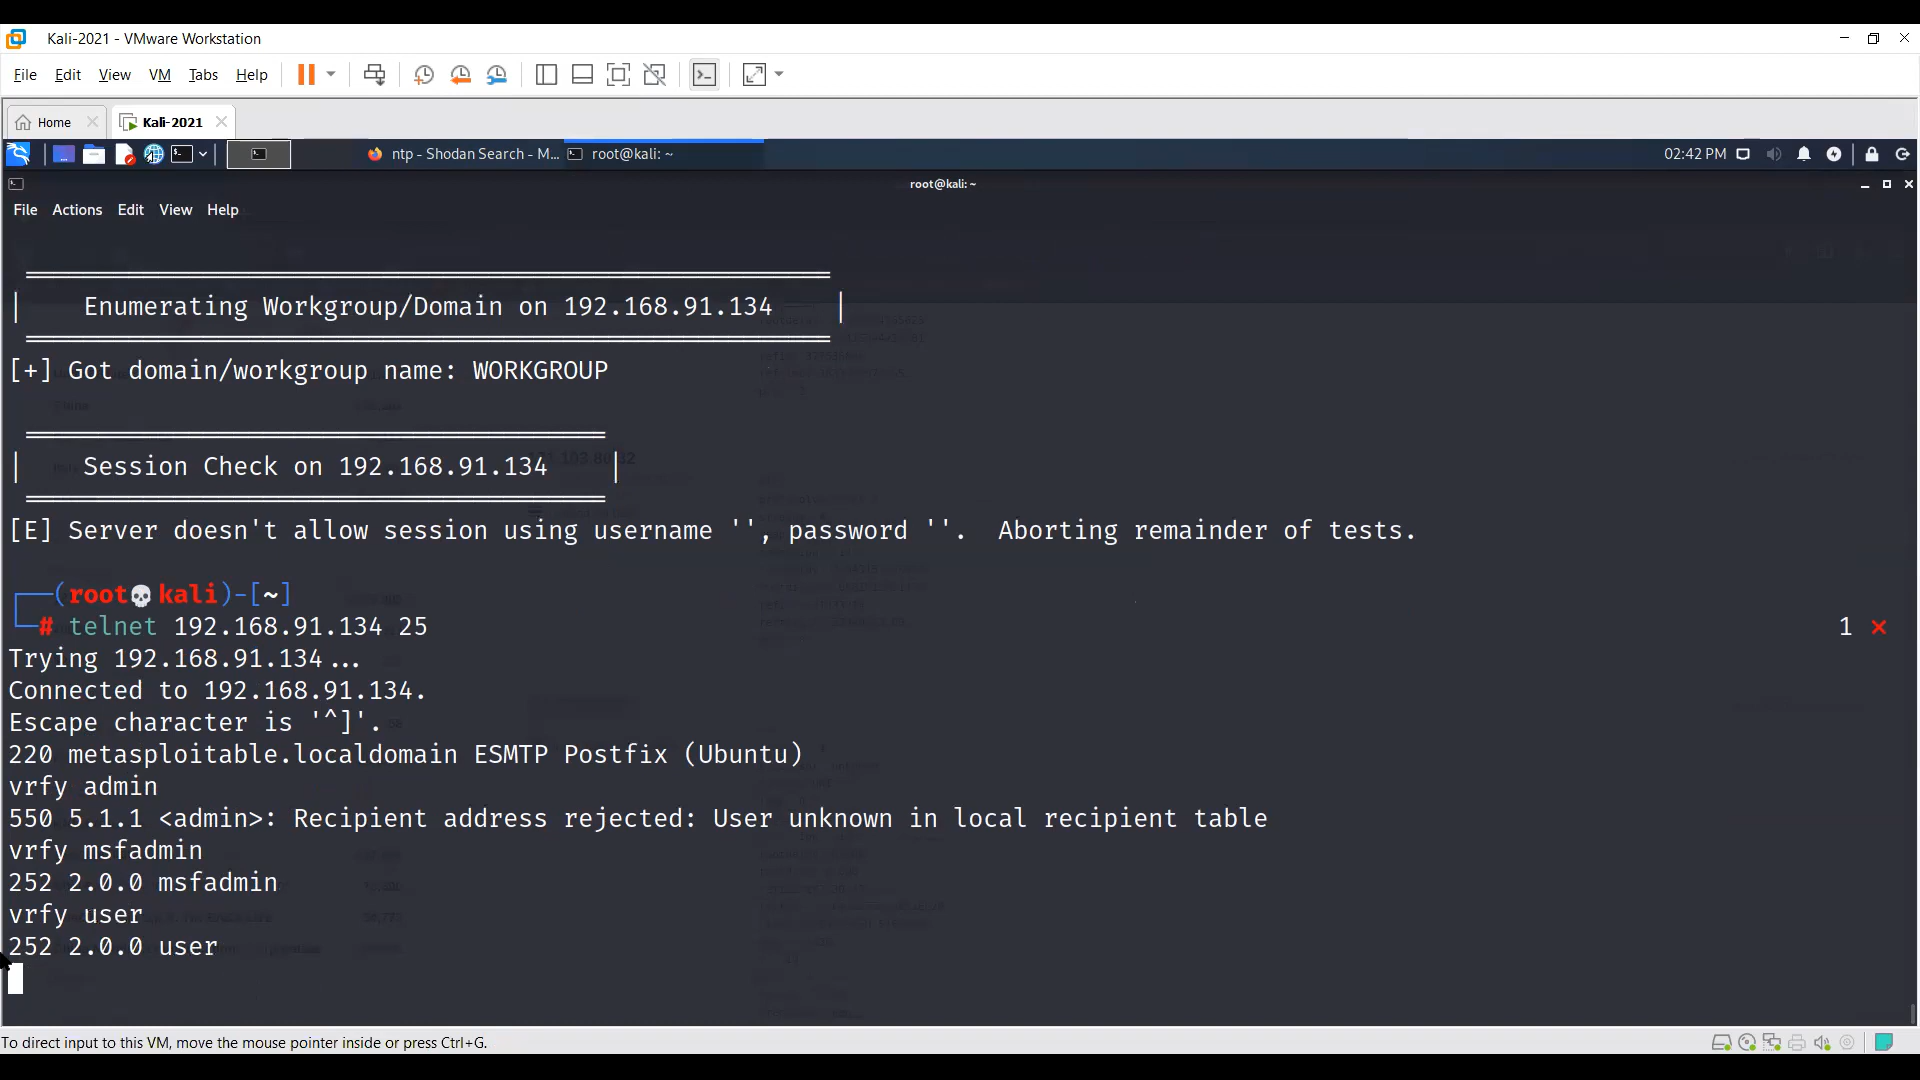 Kali-2021 - VMware Workstation
File Edit View VM Tabs Help
Home Kali-2021
ntp - Shodan Search - M... root@kali: ~ 02:42 PM
root@kali: ~
File Actions Edit View Help
| Enumerating Workgroup/Domain on 192.168.91.134 |
[+] Got domain/workgroup name: WORKGROUP
| Session Check on 192.168.91.134 |
[E] Server doesn't allow session using username '', password ''.  Aborting remainder of tests.
(root💀kali)-[~]
# telnet 192.168.91.134 25 1 ✕
Trying 192.168.91.134...
Connected to 192.168.91.134.
Escape character is '^]'.
220 metasploitable.localdomain ESMTP Postfix (Ubuntu)
vrfy admin
550 5.1.1 <admin>: Recipient address rejected: User unknown in local recipient table
vrfy msfadmin
252 2.0.0 msfadmin
vrfy user
252 2.0.0 user
To direct input to this VM, move the mouse pointer inside or press Ctrl+G.